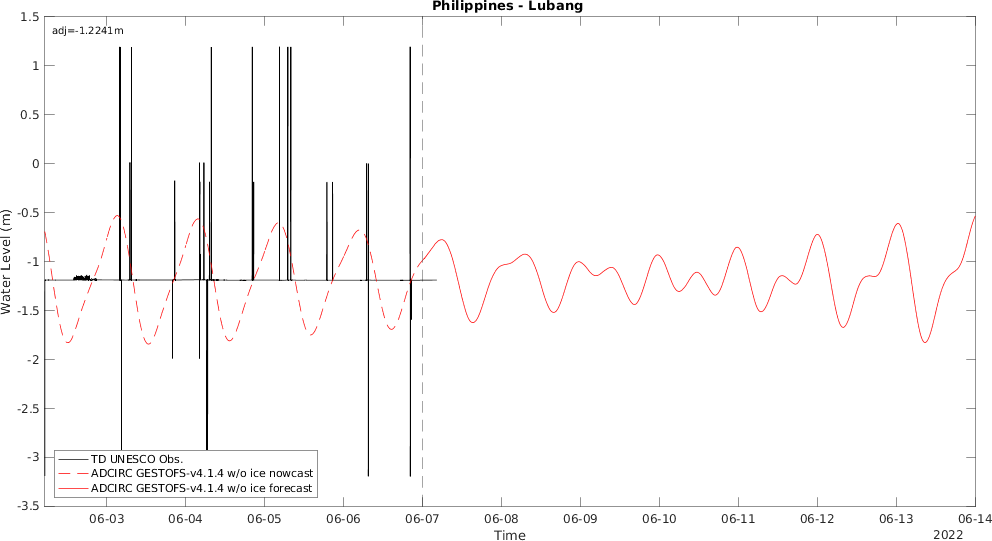 Philippines - Lubang
adj=-1.2241m
1.5
1
0.5
0
-0.5
-1
-1.5
-2
-2.5
-3
-3.5
Water Level (m)
TD UNESCO Obs.
ADCIRC GESTOFS-v4.1.4 w/o ice nowcast
ADCIRC GESTOFS-v4.1.4 w/o ice forecast
06-03 06-04 06-05 06-06 06-07 06-08 06-09 06-10 06-11 06-12 06-13 06-14
Time
2022